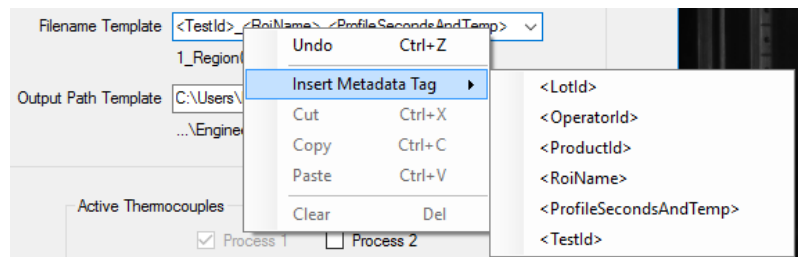 Filename Template <TestId>_<RoiName>_<ProfileSecondsAndTemp>
1_Region
Output Path Template C:\Users\
...\Engine
Undo Ctrl+Z
Insert Metadata Tag
Cut Ctrl+X
Copy Ctrl+C
Paste Ctrl+V
Clear Del
<LotId>
<OperatorId>
<ProductId>
<RoiName>
<ProfileSecondsAndTemp>
<TestId>
Active Thermocouples
Process 1 Process 2